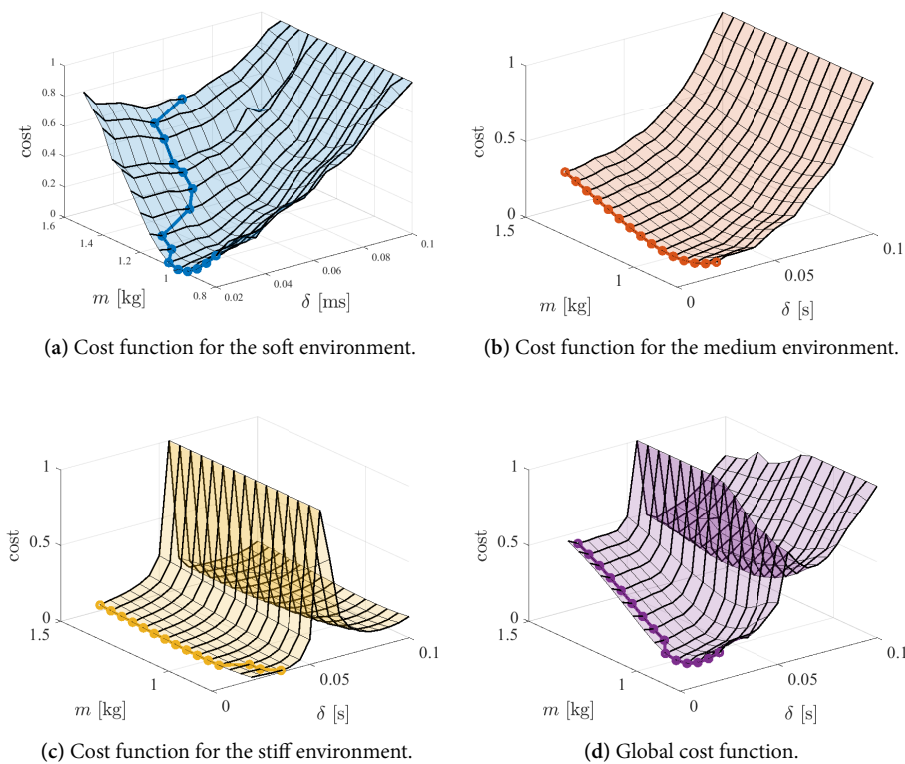 1
0.8
0.6
0.4
0.2
0
cost
1.6
1.4
1.2
1
0.8
m [kg]
0.02
0.04
0.06
0.08
0.1
δ [ms]
(a) Cost function for the soft environment.
1
0.5
0
cost
1.5
1
m [kg]
0
0.05
0.1
δ [s]
(b) Cost function for the medium environment.
1
0.5
0
cost
1.5
1
m [kg]
0
0.05
0.1
δ [s]
(c) Cost function for the stiff environment.
1
0.5
0
cost
1.5
1
m [kg]
0
0.05
0.1
δ [s]
(d) Global cost function.